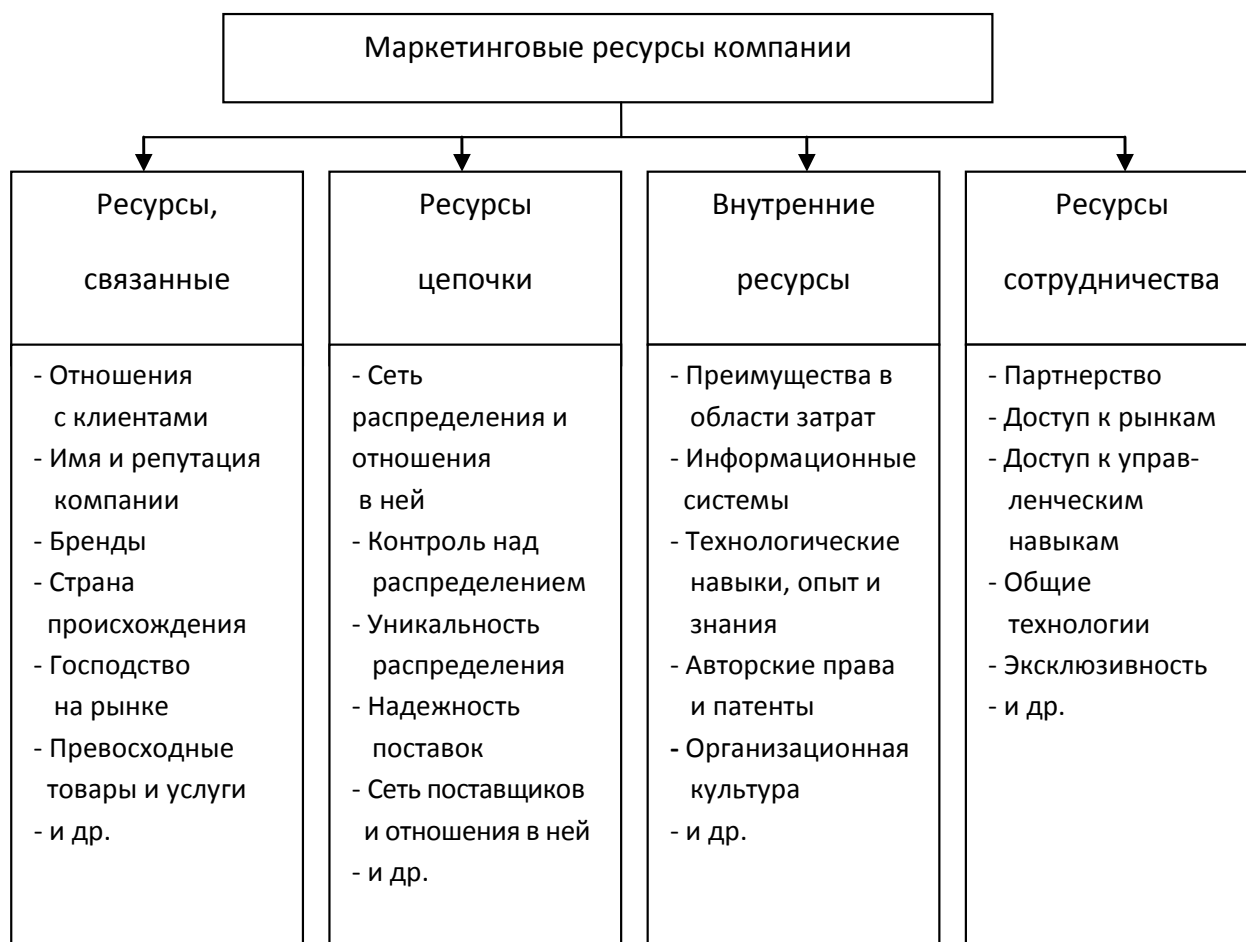 Маркетинговые ресурсы компании
Ресурсы,
связанные
- Отношения
с клиентами
- Имя и репутация
компании
- Бренды
- Страна
происхождения
- Господство
на рынке
- Превосходные
товары и услуги
- и др.
Ресурсы
цепочки
- Сеть
распределения и
отношения
в ней
- Контроль над
распределением
- Уникальность
распределения
- Надежность
поставок
- Сеть поставщиков
и отношения в ней
- и др.
Внутренние
ресурсы
- Преимущества в
области затрат
- Информационные
системы
- Технологические
навыки, опыт и
знания
- Авторские права
и патенты
- Организационная
культура
- и др.
Ресурсы
сотрудничества
- Партнерство
- Доступ к рынкам
- Доступ к управ-
ленческим
навыкам
- Общие
технологии
- Эксклюзивность
- и др.